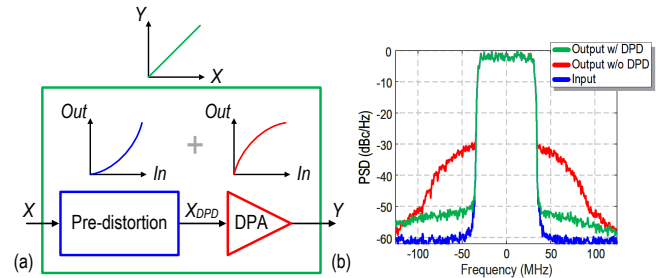 Y
X
Out
In
+
Out
In
X
Pre-distortion
X_DPD
DPA
Y
(a)
(b)
Output w/ DPD
Output w/o DPD
Input
PSD (dBc/Hz)
0
-10
-20
-30
-40
-50
-60
-100
-50
0
50
100
Frequency (MHz)